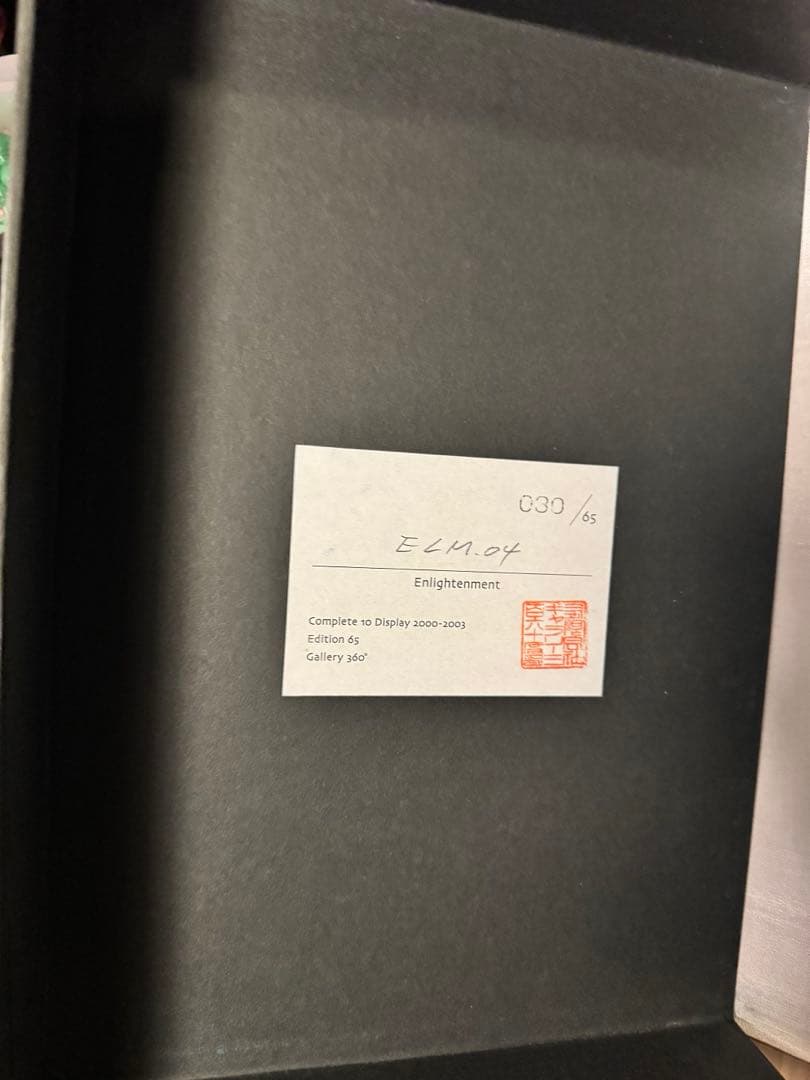 030/65
ELM.04
Enlightenment
Complete 10 Display 2000-2003
Edition 65
Gallery 360°